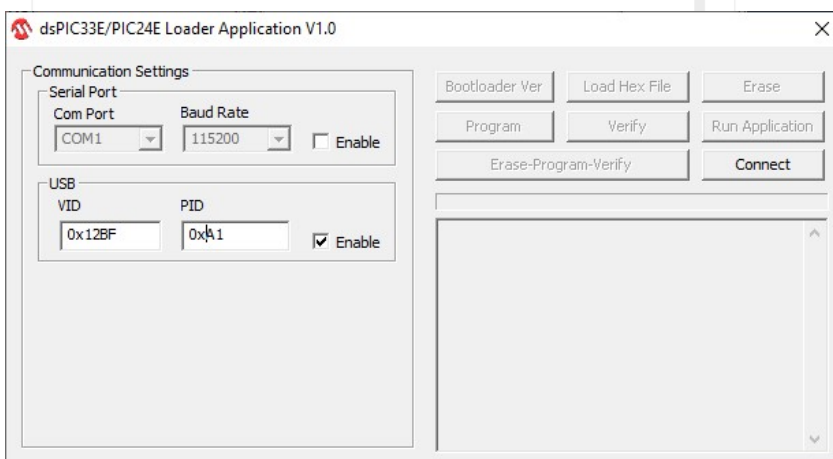 dsPIC33E/PIC24E Loader Application V1.0
Communication Settings
Serial Port
Com Port Baud Rate
COM1 115200 Enable
USB
VID PID
0x12BF 0xA1 Enable
Bootloader Ver Load Hex File Erase
Program Verify Run Application
Erase-Program-Verify Connect